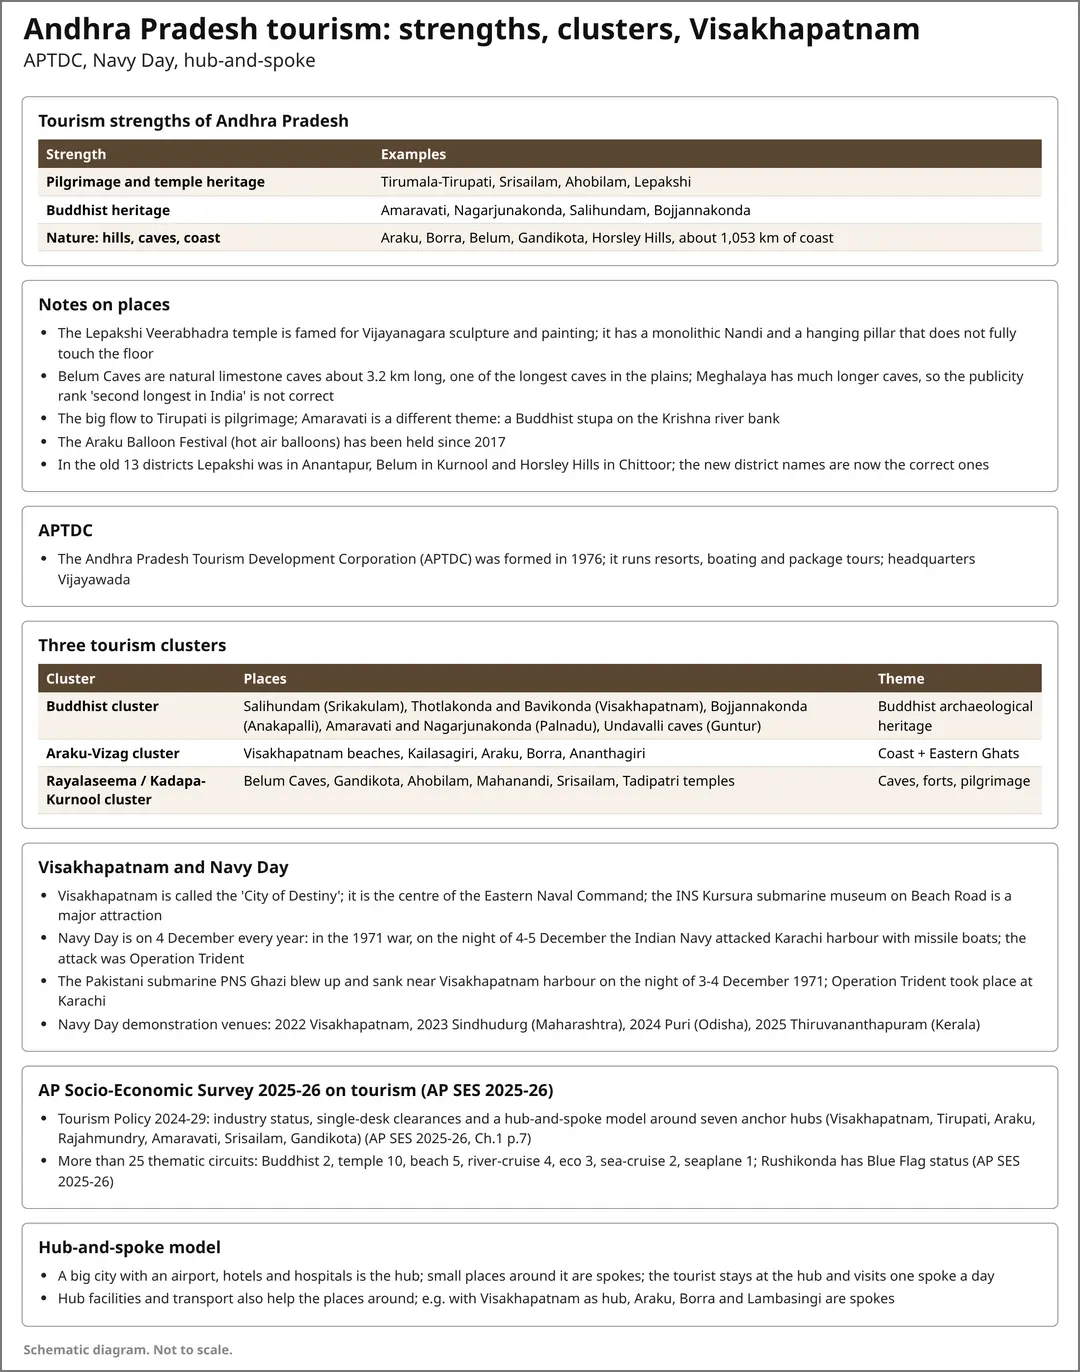 Andhra Pradesh tourism: strengths, clusters, Visakhapatnam
APTDC, Navy Day, hub-and-spoke
Tourism strengths of Andhra Pradesh
Strength Examples
Pilgrimage and temple heritage Tirumala-Tirupati, Srisailam, Ahobilam, Lepakshi
Buddhist heritage Amaravati, Nagarjunakonda, Salihundam, Bojjannakonda
Nature: hills, caves, coast Araku, Borra, Belum, Gandikota, Horsley Hills, about 1,053 km of coast
Notes on places
• The Lepakshi Veerabhadra temple is famed for Vijayanagara sculpture and painting; it has a monolithic Nandi and a hanging pillar that does not fully
touch the floor
• Belum Caves are natural limestone caves about 3.2 km long, one of the longest caves in the plains; Meghalaya has much longer caves, so the publicity
rank 'second longest in India' is not correct
• The big flow to Tirupati is pilgrimage; Amaravati is a different theme: a Buddhist stupa on the Krishna river bank
• The Araku Balloon Festival (hot air balloons) has been held since 2017
• In the old 13 districts Lepakshi was in Anantapur, Belum in Kurnool and Horsley Hills in Chittoor; the new district names are now the correct ones
APTDC
• The Andhra Pradesh Tourism Development Corporation (APTDC) was formed in 1976; it runs resorts, boating and package tours; headquarters
Vijayawada
Three tourism clusters
Cluster Places Theme
Buddhist cluster Salihundam (Srikakulam), Thotlakonda and Bavikonda (Visakhapatnam), Bojjannakonda Buddhist archaeological
(Anakapalli), Amaravati and Nagarjunakonda (Palnadu), Undavalli caves (Guntur) heritage
Araku-Vizag cluster Visakhapatnam beaches, Kailasagiri, Araku, Borra, Ananthagiri Coast + Eastern Ghats
Rayalaseema / Kadapa- Belum Caves, Gandikota, Ahobilam, Mahanandi, Srisailam, Tadipatri temples Caves, forts, pilgrimage
Kurnool cluster
Visakhapatnam and Navy Day
• Visakhapatnam is called the 'City of Destiny'; it is the centre of the Eastern Naval Command; the INS Kursura submarine museum on Beach Road is a
major attraction
• Navy Day is on 4 December every year: in the 1971 war, on the night of 4-5 December the Indian Navy attacked Karachi harbour with missile boats; the
attack was Operation Trident
• The Pakistani submarine PNS Ghazi blew up and sank near Visakhapatnam harbour on the night of 3-4 December 1971; Operation Trident took place at
Karachi
• Navy Day demonstration venues: 2022 Visakhapatnam, 2023 Sindhudurg (Maharashtra), 2024 Puri (Odisha), 2025 Thiruvananthapuram (Kerala)
AP Socio-Economic Survey 2025-26 on tourism (AP SES 2025-26)
• Tourism Policy 2024-29: industry status, single-desk clearances and a hub-and-spoke model around seven anchor hubs (Visakhapatnam, Tirupati, Araku,
Rajahmundry, Amaravati, Srisailam, Gandikota) (AP SES 2025-26, Ch.1 p.7)
• More than 25 thematic circuits: Buddhist 2, temple 10, beach 5, river-cruise 4, eco 3, sea-cruise 2, seaplane 1; Rushikonda has Blue Flag status (AP SES
2025-26)
Hub-and-spoke model
• A big city with an airport, hotels and hospitals is the hub; small places around it are spokes; the tourist stays at the hub and visits one spoke a day
• Hub facilities and transport also help the places around; e.g. with Visakhapatnam as hub, Araku, Borra and Lambasingi are spokes
Schematic diagram. Not to scale.